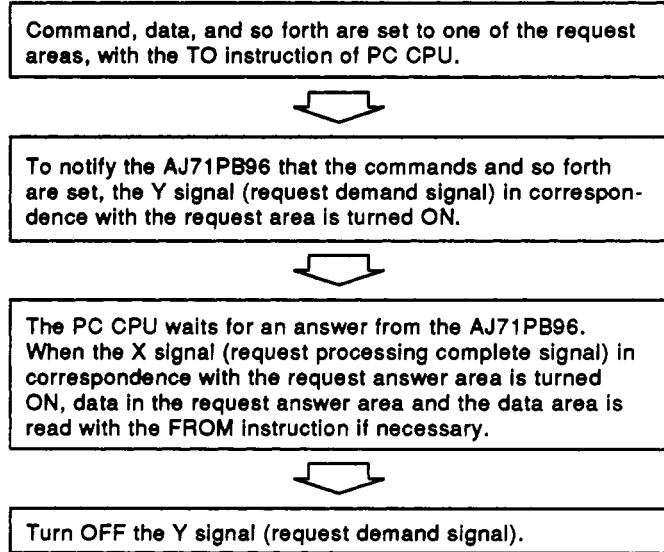 Command, data, and so forth are set to one of the request
areas, with the TO instruction of PC CPU.
To notify the AJ71PB96 that the commands and so forth
are set, the Y signal (request demand signal) in correspon-
dence with the request area is turned ON.
The PC CPU waits for an answer from the AJ71PB96.
When the X signal (request processing complete signal) in
correspondence with the request answer area is turned
ON, data in the request answer area and the data area is
read with the FROM instruction if necessary.
Turn OFF the Y signal (request demand signal).